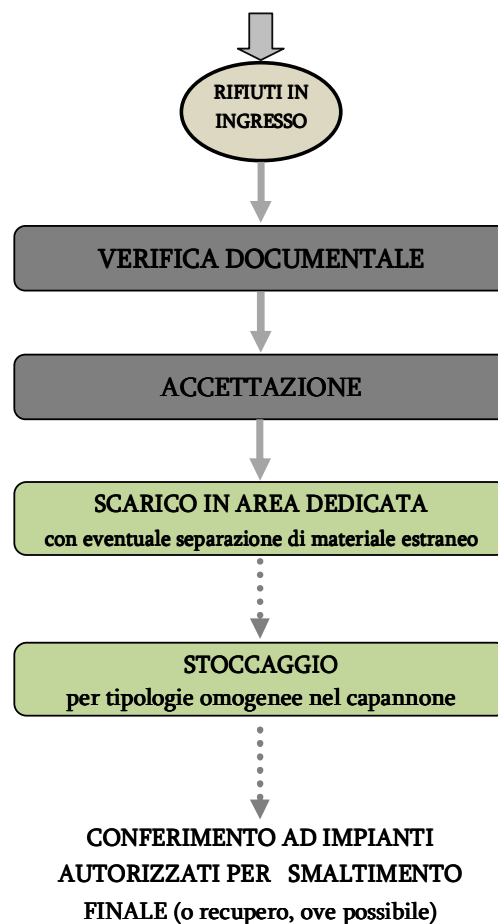 RIFIUTI IN
INGRESSO
VERIFICA DOCUMENTALE
ACCETTAZIONE
SCARICO IN AREA DEDICATA
con eventuale separazione di materiale estraneo
STOCCAGGIO
per tipologie omogenee nel capannone
CONFERIMENTO AD IMPIANTI
AUTORIZZATI PER SMALTIMENTO
FINALE (o recupero, ove possibile)